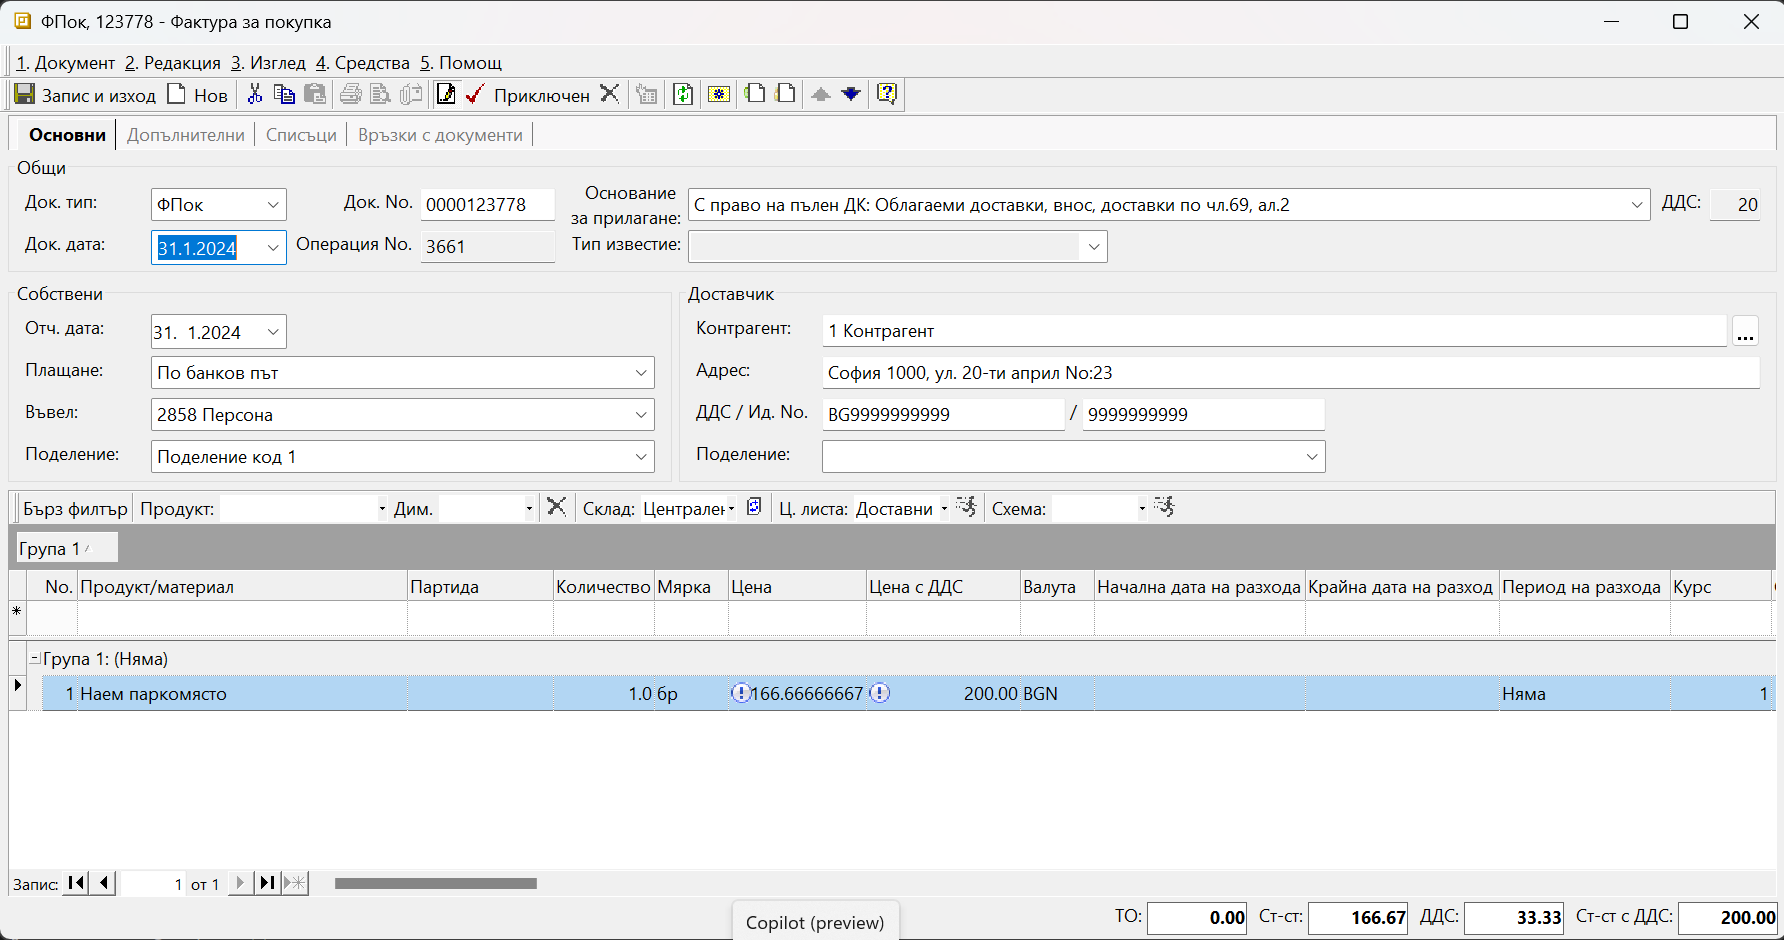 ФПок, 123778 - Фактура за покупка
1. Документ 2. Редакция 3. Изглед 4. Средства 5. Помощ
Запис и изход Нов Приключен
Основни Допълнителни Списъци Връзки с документи
Общи
Док. тип: ФПок Док. No. 0000123778 Основание за прилагане: С право на пълен ДК: Облагаеми доставки, внос, доставки по чл.69, ал.2 ДДС: 20
Док. дата: 31.1.2024 Операция No. 3661 Тип известие:
Собствени
Отч. дата: 31. 1.2024
Плащане: По банков път
Въвел: 2858 Персона
Поделение: Поделение код 1
Доставчик
Контрагент: 1 Контрагент ...
Адрес: София 1000, ул. 20-ти април No:23
ДДС / Ид. No. BG9999999999 / 9999999999
Поделение:
Бърз филтър Продукт: Дим. Склад: Централен Ц. листа: Доставни Схема:
Група 1
No. Продукт/материал Партида Количество Мярка Цена Цена с ДДС Валута Начална дата на разхода Крайна дата на разход Период на разхода Курс
Група 1: (Няма)
1 Наем паркомясто 1.0 бр 166.66666667 200.00 BGN Няма 1
Запис: 1 от 1
Copilot (preview)
ТО: 0.00 Ст-ст: 166.67 ДДС: 33.33 Ст-ст с ДДС: 200.00